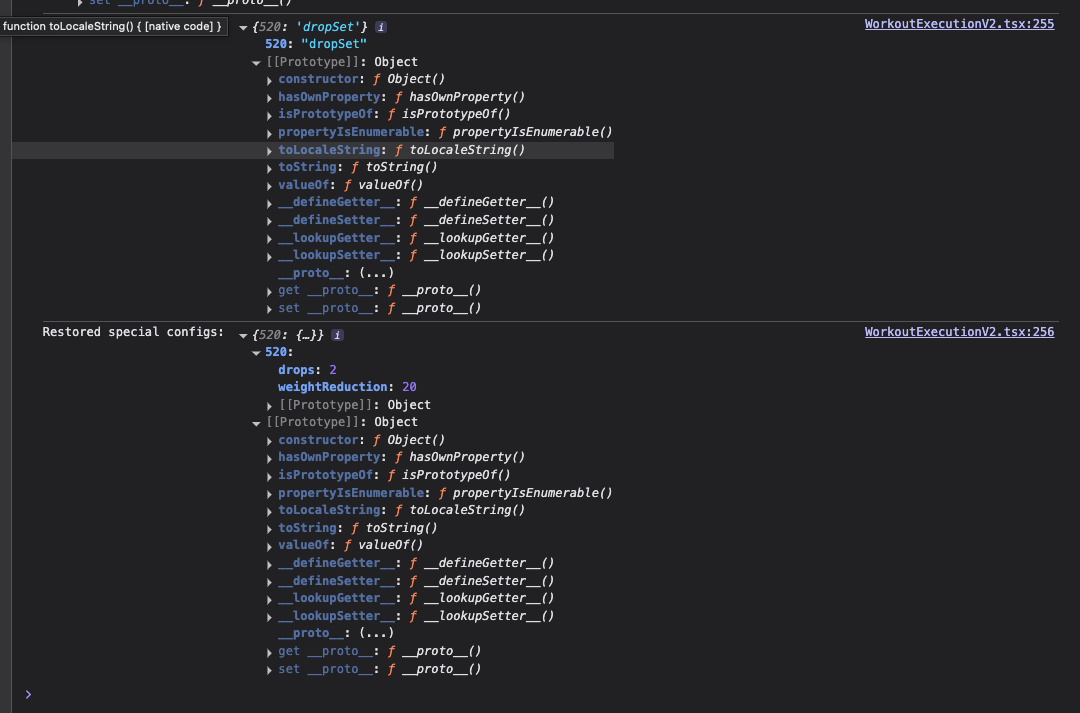 set __proto__: ƒ __proto__()
function toLocaleString() { [native code] }
{520: 'dropSet'} i
WorkoutExecutionV2.tsx:255
520: "dropSet"
[[Prototype]]: Object
constructor: ƒ Object()
hasOwnProperty: ƒ hasOwnProperty()
isPrototypeOf: ƒ isPrototypeOf()
propertyIsEnumerable: ƒ propertyIsEnumerable()
toLocaleString: ƒ toLocaleString()
toString: ƒ toString()
valueOf: ƒ valueOf()
__defineGetter__: ƒ __defineGetter__()
__defineSetter__: ƒ __defineSetter__()
__lookupGetter__: ƒ __lookupGetter__()
__lookupSetter__: ƒ __lookupSetter__()
__proto__: (...)
get __proto__: ƒ __proto__()
set __proto__: ƒ __proto__()
Restored special configs: {520: {…}} i
WorkoutExecutionV2.tsx:256
520:
drops: 2
weightReduction: 20
[[Prototype]]: Object
[[Prototype]]: Object
constructor: ƒ Object()
hasOwnProperty: ƒ hasOwnProperty()
isPrototypeOf: ƒ isPrototypeOf()
propertyIsEnumerable: ƒ propertyIsEnumerable()
toLocaleString: ƒ toLocaleString()
toString: ƒ toString()
valueOf: ƒ valueOf()
__defineGetter__: ƒ __defineGetter__()
__defineSetter__: ƒ __defineSetter__()
__lookupGetter__: ƒ __lookupGetter__()
__lookupSetter__: ƒ __lookupSetter__()
__proto__: (...)
get __proto__: ƒ __proto__()
set __proto__: ƒ __proto__()